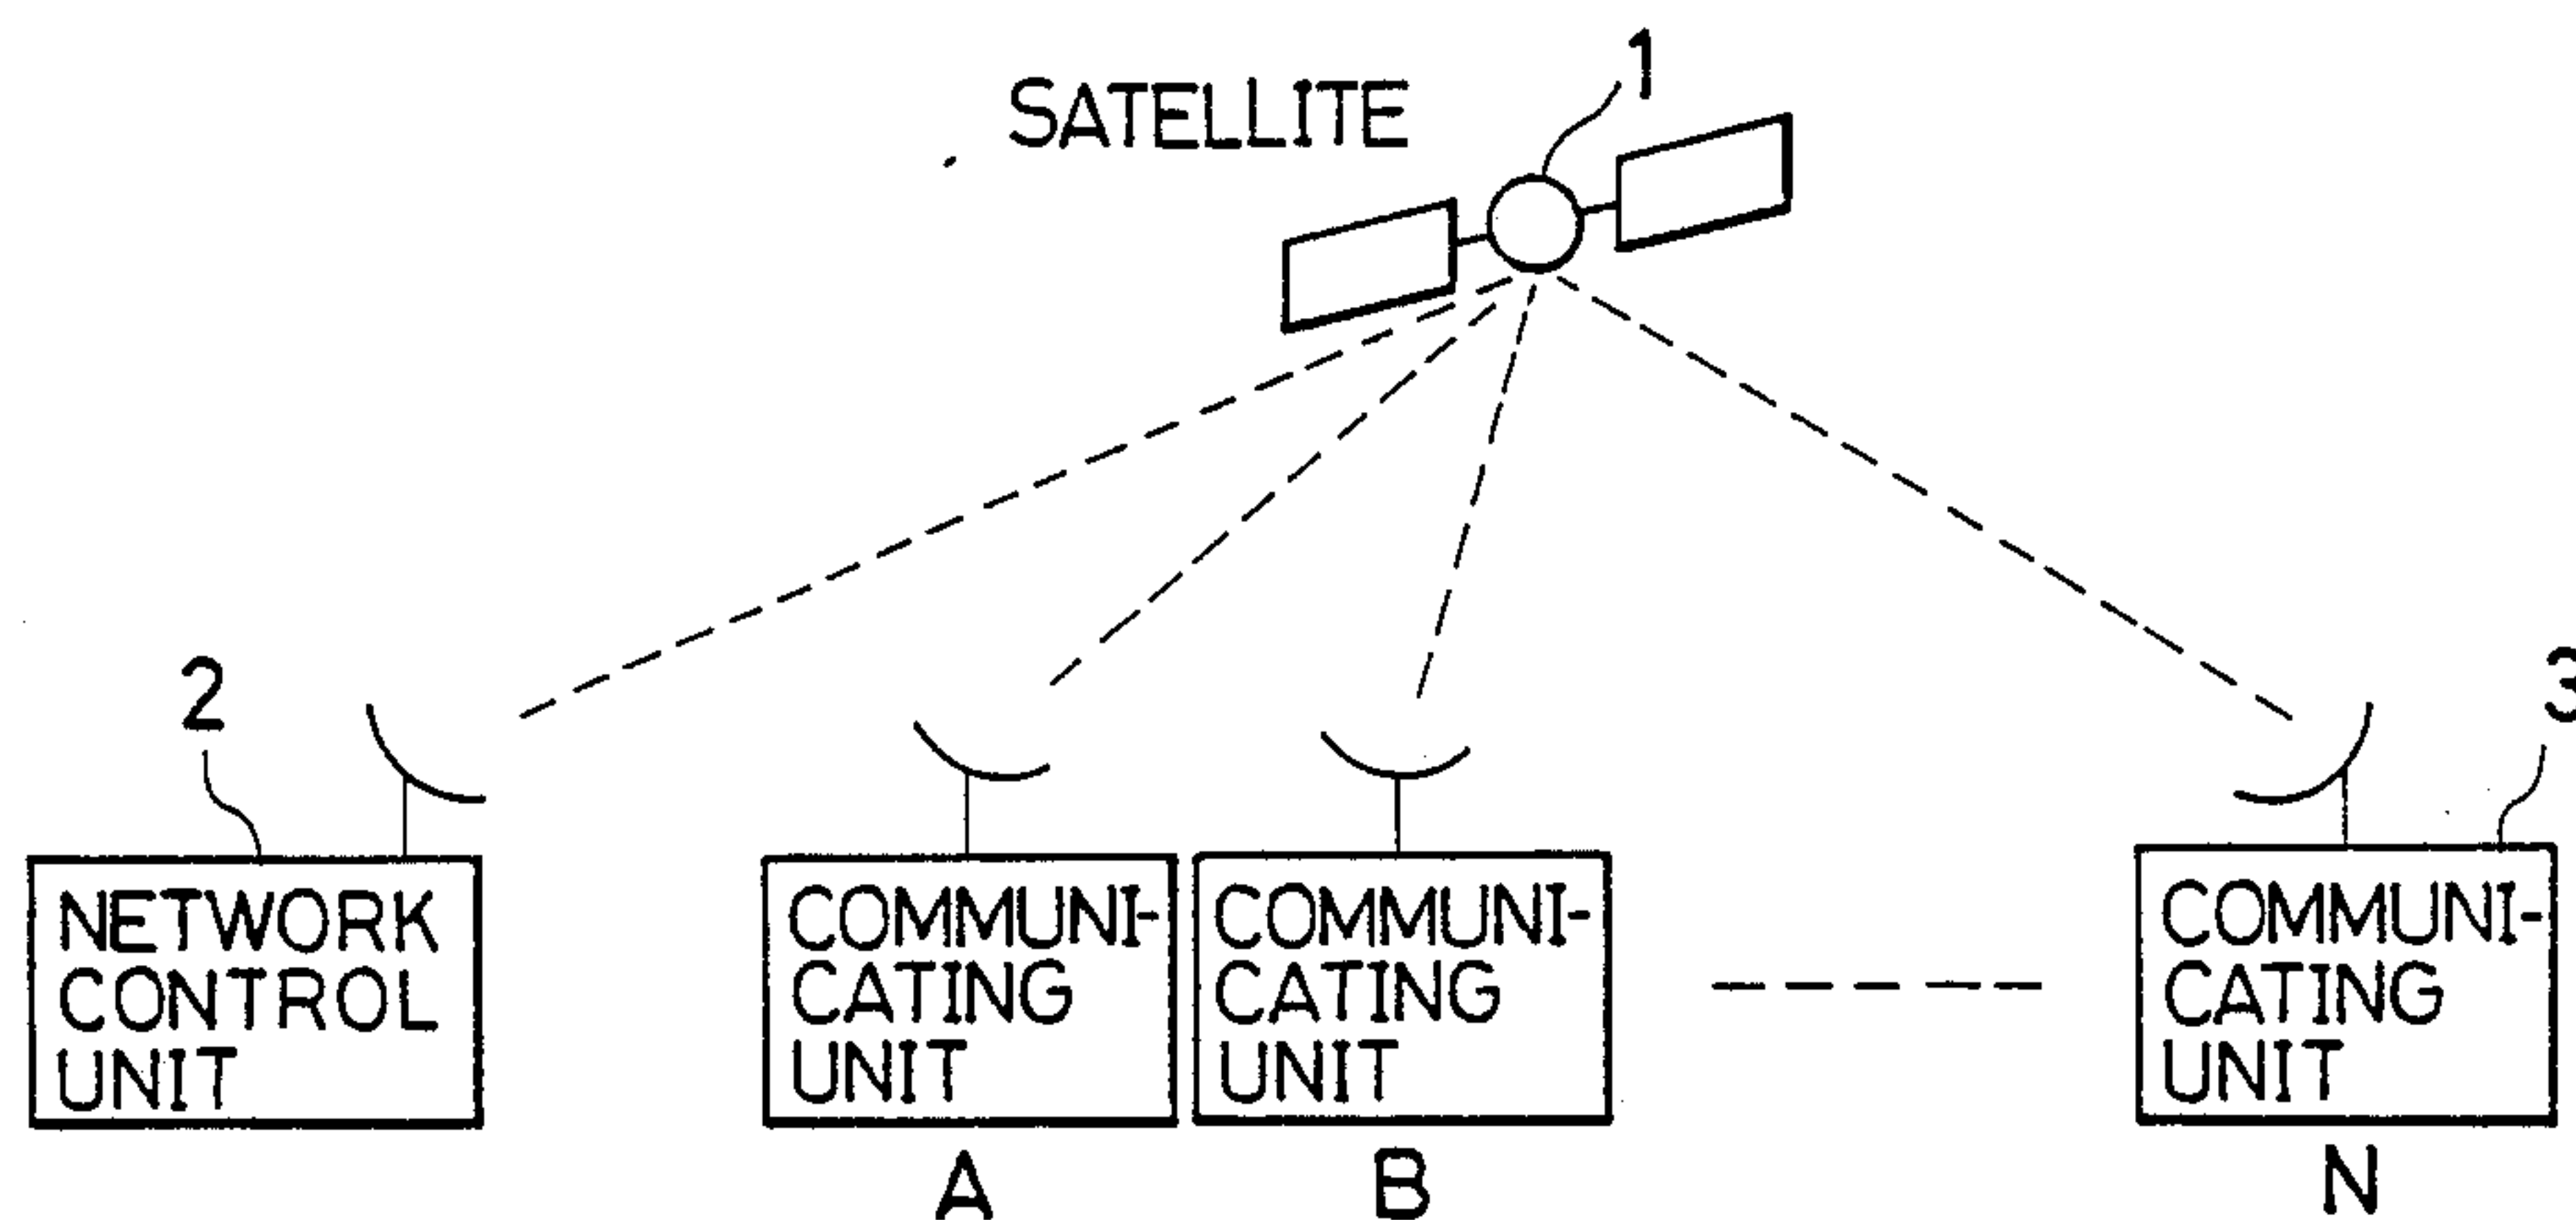 1
SATELLITE
2
3
NETWORK
CONTROL
UNIT
COMMUNI-
CATING
UNIT
COMMUNI-
CATING
UNIT
COMMUNI-
CATING
UNIT
A
B
N